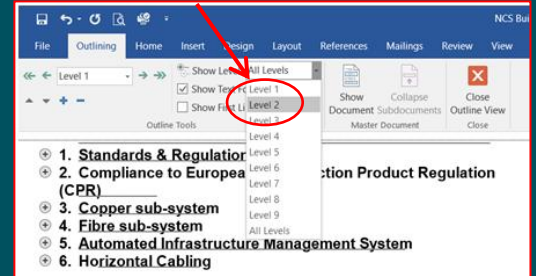 NCS Bui
File Outlining Home Insert Design Layout References Mailings Review View
Level 1
Show Level All Levels
Show Text Fo
Show First Li
Outline Tools
Level 1
Level 2
Level 3
Level 4
Level 5
Level 6
Level 7
Level 8
Level 9
All Levels
Show Document
Collapse Subdocuments
Master Document
Close Outline View
Close
1. Standards & Regulation
2. Compliance to Europea ction Product Regulation
(CPR)
3. Copper sub-system
4. Fibre sub-system
5. Automated Infrastructure Management System
6. Horizontal Cabling